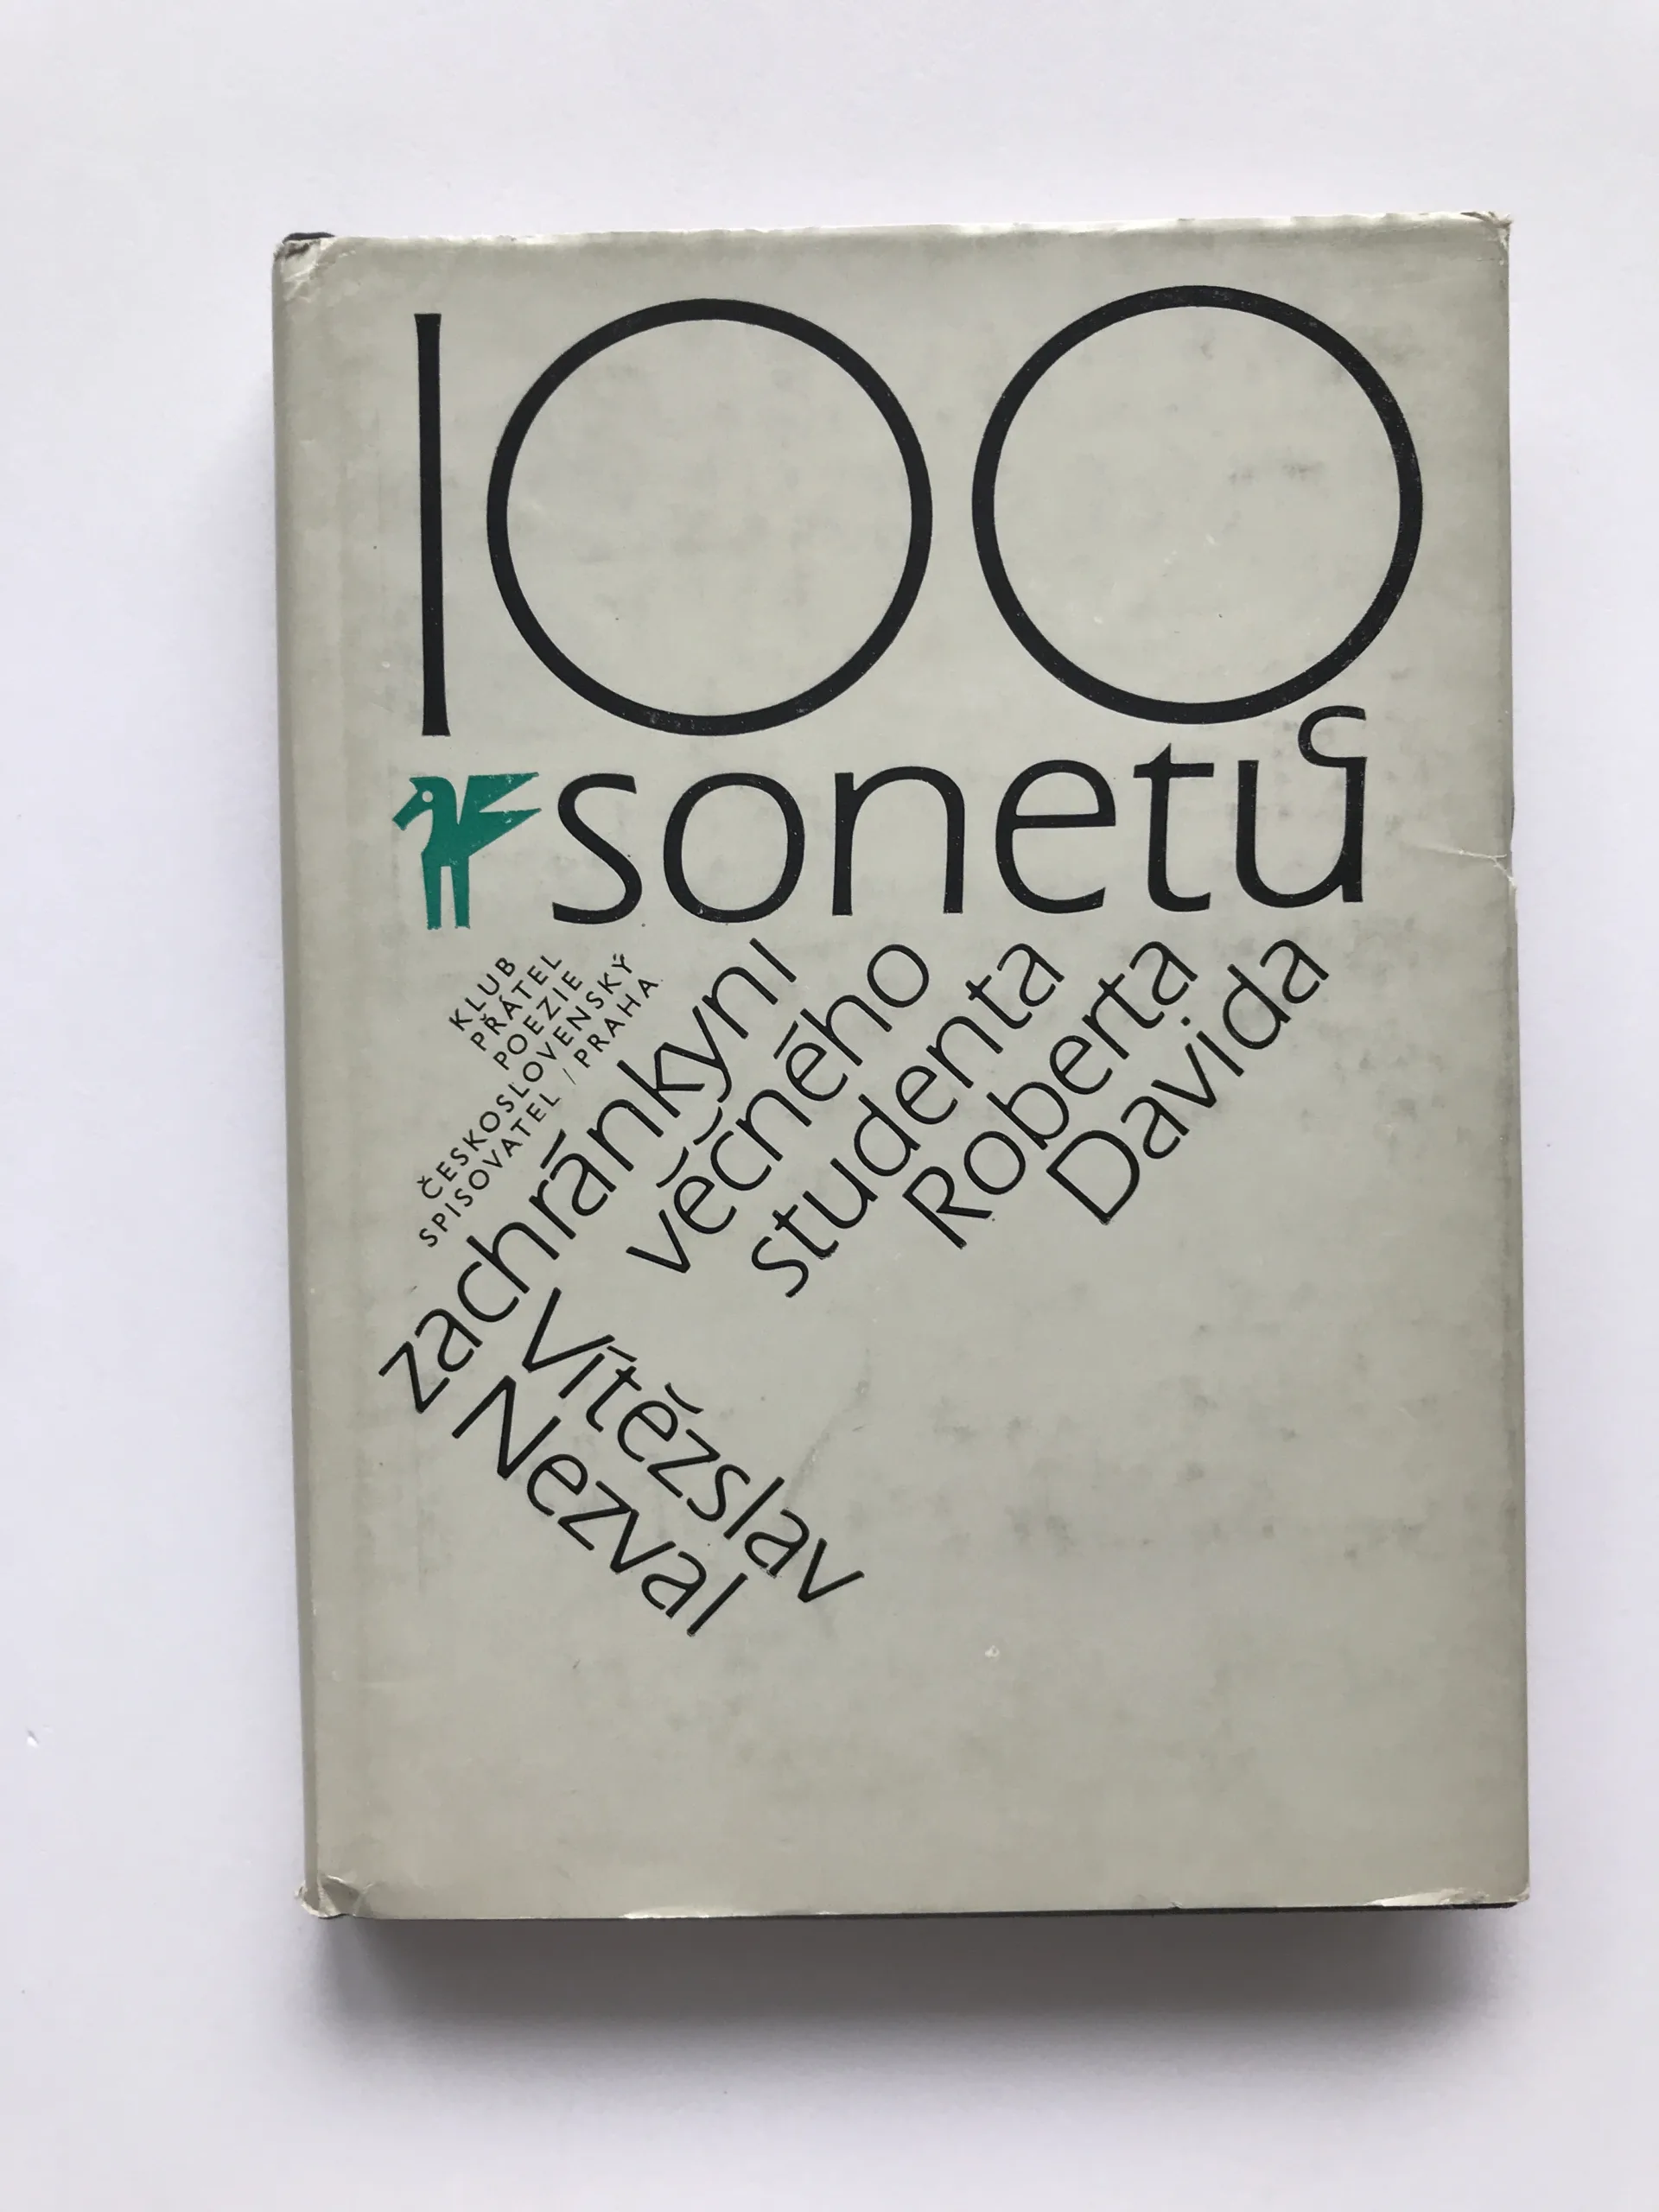 100
sonetů
KLUB
PŘÁTEL
POEZIE
ČESKOSLOVENSKÝ
SPISOVATEL / PRAHA
zachránkyni
věčného
studenta
Roberta
Davida
Vítězslav
Nezval